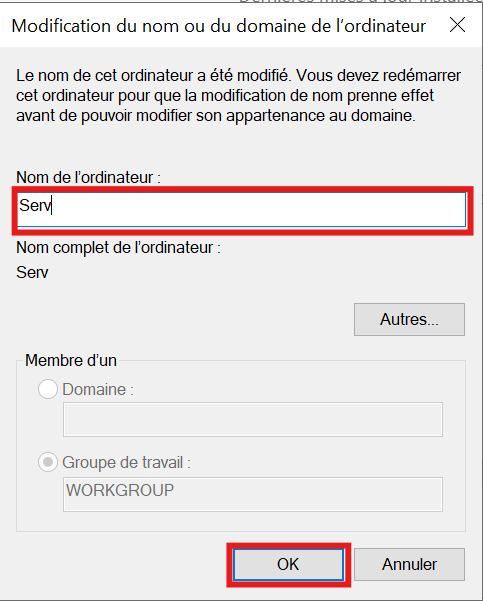 Modification du nom ou du domaine de l'ordinateur
Le nom de cet ordinateur a été modifié. Vous devez redémarrer
cet ordinateur pour que la modification de nom prenne effet
avant de pouvoir modifier son appartenance au domaine.
Nom de l'ordinateur :
Serv
Nom complet de l'ordinateur :
Serv
Autres...
Membre d'un
Domaine :
Groupe de travail :
WORKGROUP
OK
Annuler